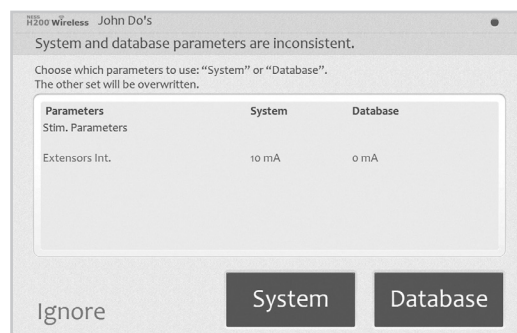 NESS
H200 Wireless John Do's
System and database parameters are inconsistent.
Choose which parameters to use: “System” or “Database”.
The other set will be overwritten.
Parameters System Database
Stim. Parameters
Extensors Int. 10 mA 0 mA
Ignore System Database